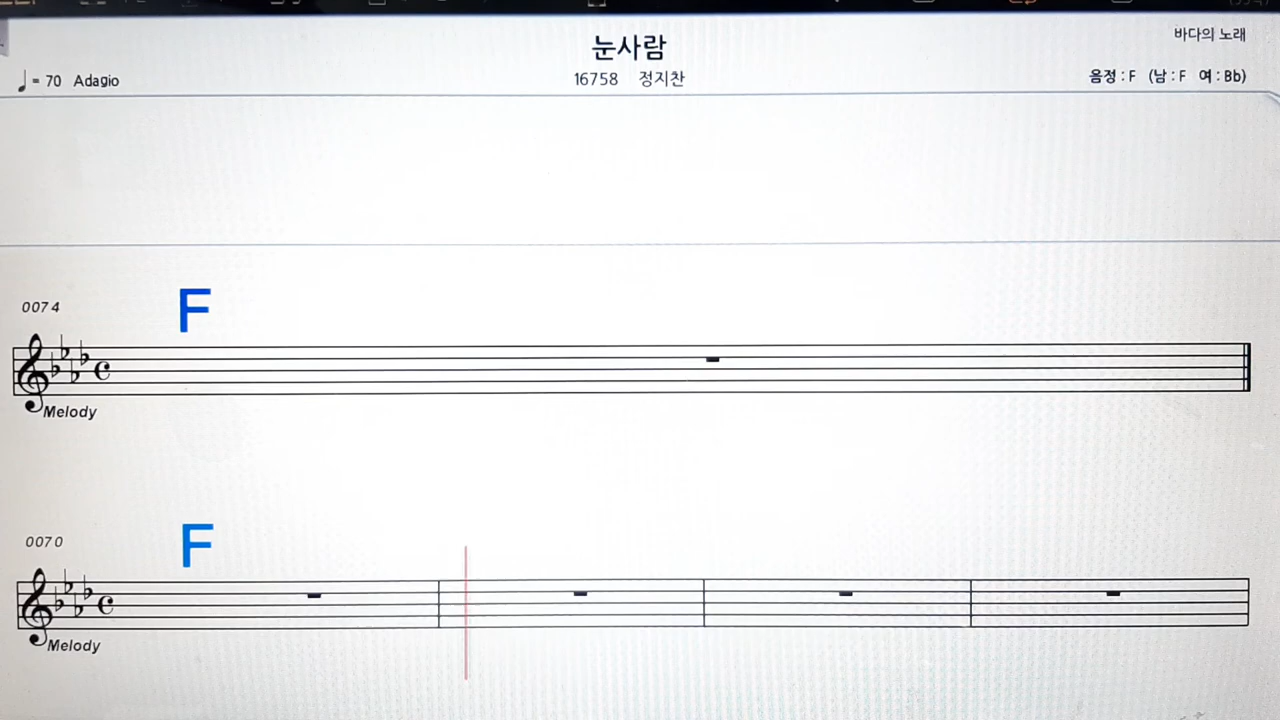 눈사람
바다의 노래
♩= 70 Adagio
16758 정지찬
음정 : F (남 : F 여 : Bb)
0074
F
Melody
0070
F
Melody